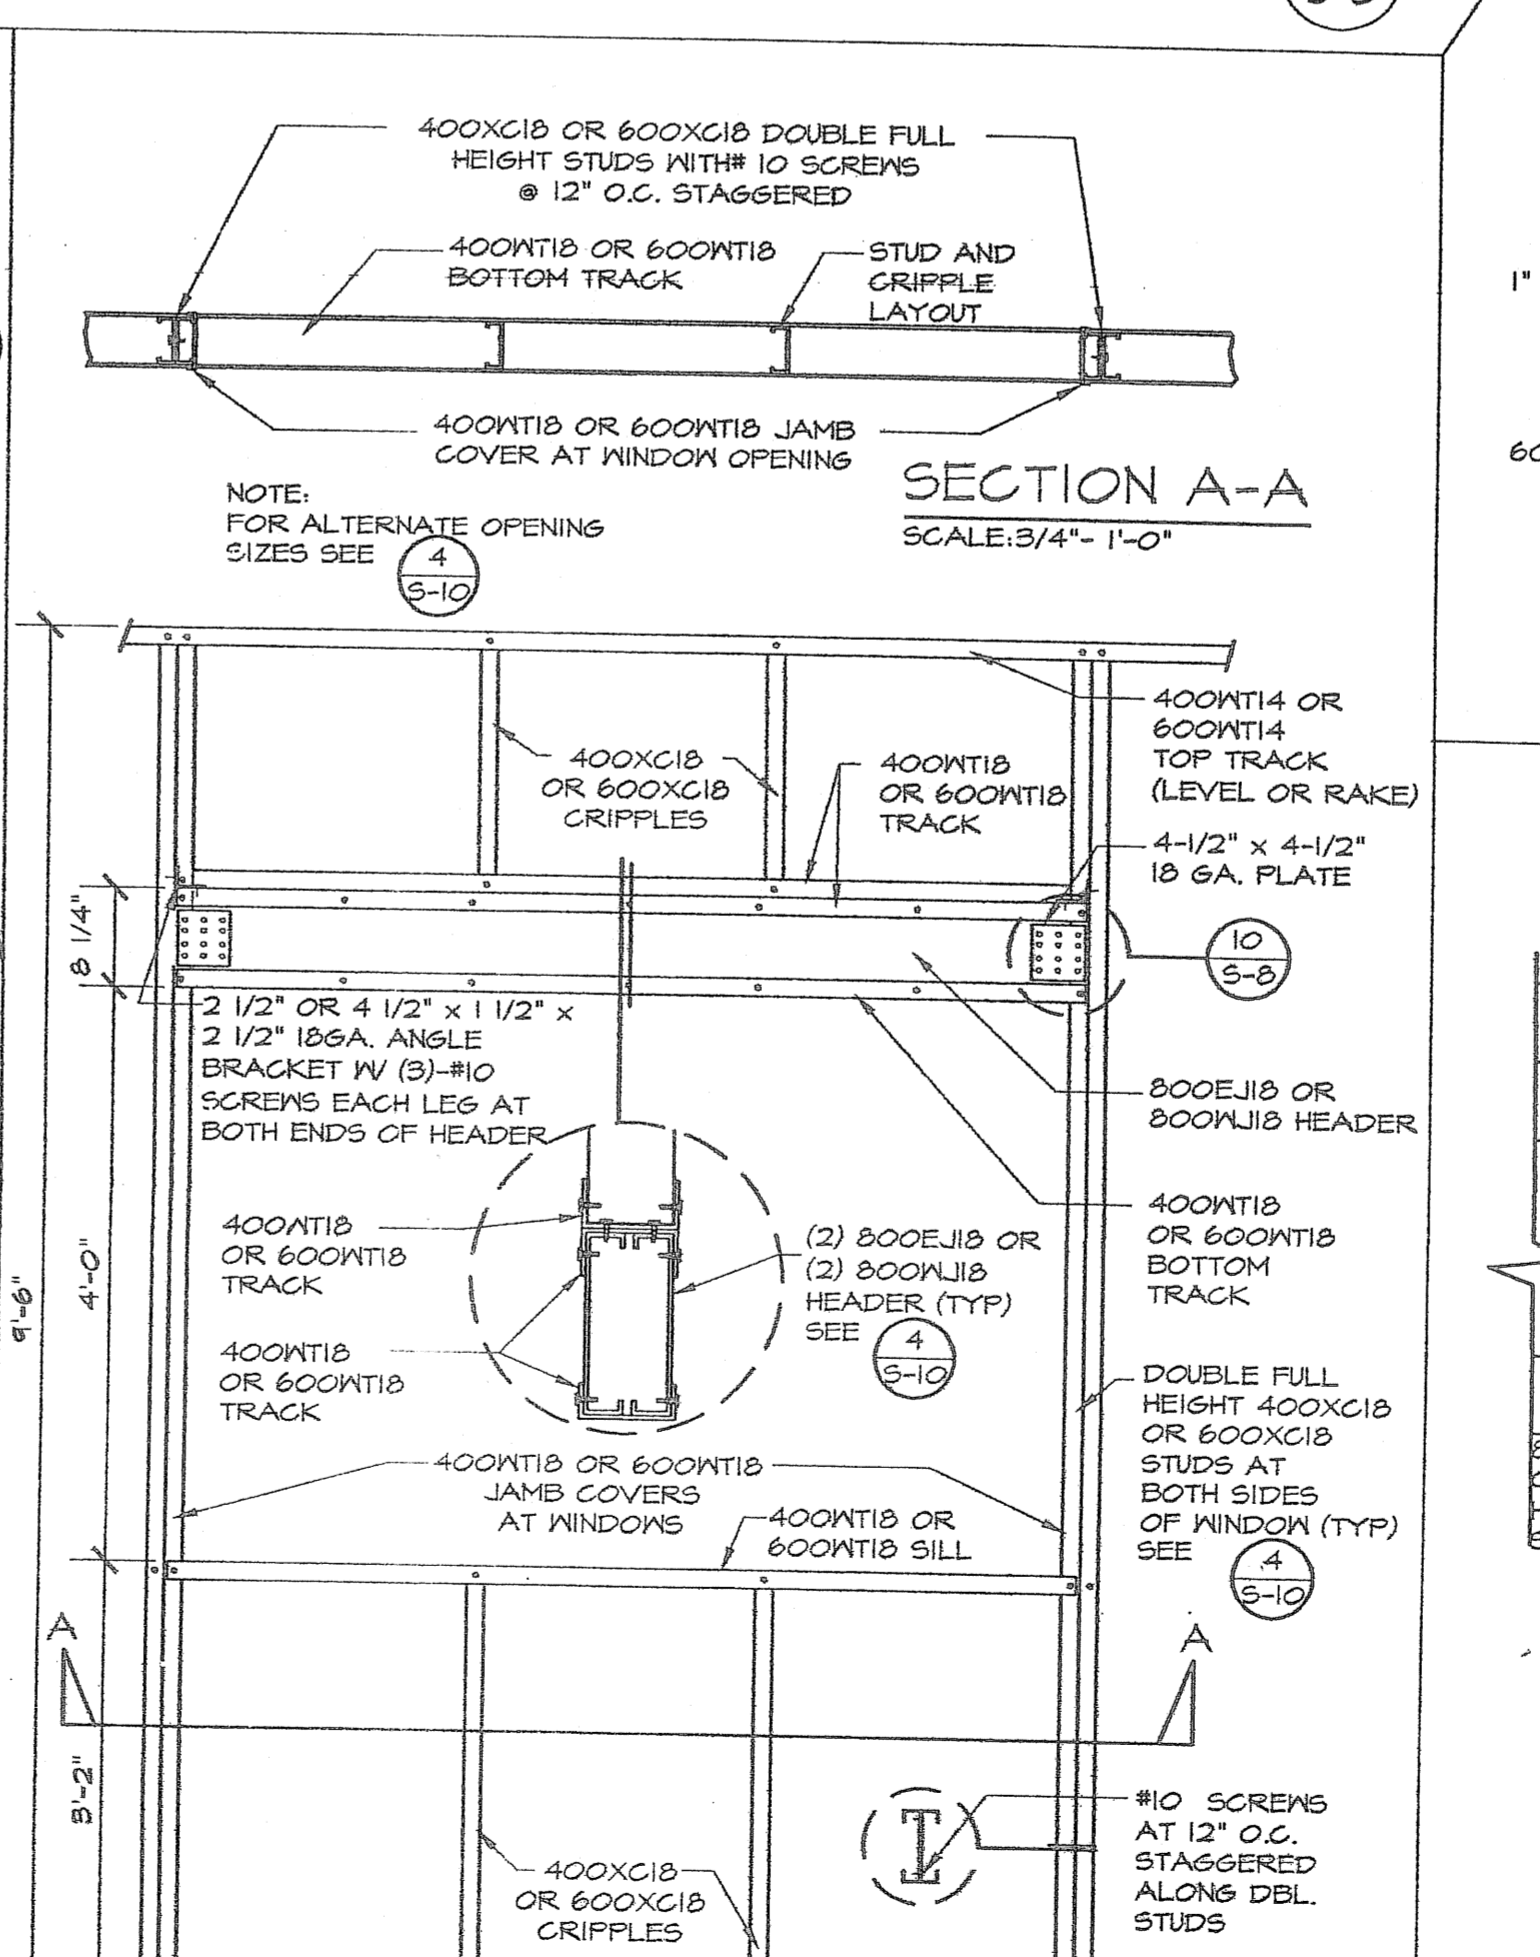 400XC18 OR 600XC18 DOUBLE FULL
HEIGHT STUDS WITH# 10 SCREWS
@ 12" O.C. STAGGERED
400WT18 OR 600WT18
BOTTOM TRACK
STUD AND
CRIPPLE
LAYOUT
1"
400WT18 OR 600WT18 JAMB
COVER AT WINDOW OPENING
SECTION A-A
SCALE:3/4"- 1'-0"
NOTE:
FOR ALTERNATE OPENING
SIZES SEE
4
S-10
400WT14 OR
600WT14
TOP TRACK
(LEVEL OR RAKE)
400XC18
OR 600XC18
CRIPPLES
400WT18
OR 600WT18
TRACK
4-1/2" x 4-1/2"
18 GA. PLATE
8 1/4"
10
S-8
2 1/2" OR 4 1/2" x 1 1/2" x
2 1/2" 18GA. ANGLE
BRACKET W/ (3)-#10
SCREWS EACH LEG AT
BOTH ENDS OF HEADER
800EJ18 OR
800WJ18 HEADER
400WT18
OR 600WT18
TRACK
(2) 800EJ18 OR
(2) 800WJ18
HEADER (TYP)
SEE
4
S-10
400WT18
OR 600WT18
BOTTOM
TRACK
4'-0"
9'-6"
400WT18
OR 600WT18
TRACK
DOUBLE FULL
HEIGHT 400XC18
OR 600XC18
STUDS AT
BOTH SIDES
OF WINDOW (TYP)
SEE
4
S-10
400WT18 OR 600WT18
JAMB COVERS
AT WINDOWS
400WT18 OR
600WT18 SILL
A
A
3'-2"
#10 SCREWS
AT 12" O.C.
STAGGERED
ALONG DBL.
STUDS
400XC18
OR 600XC18
CRIPPLES